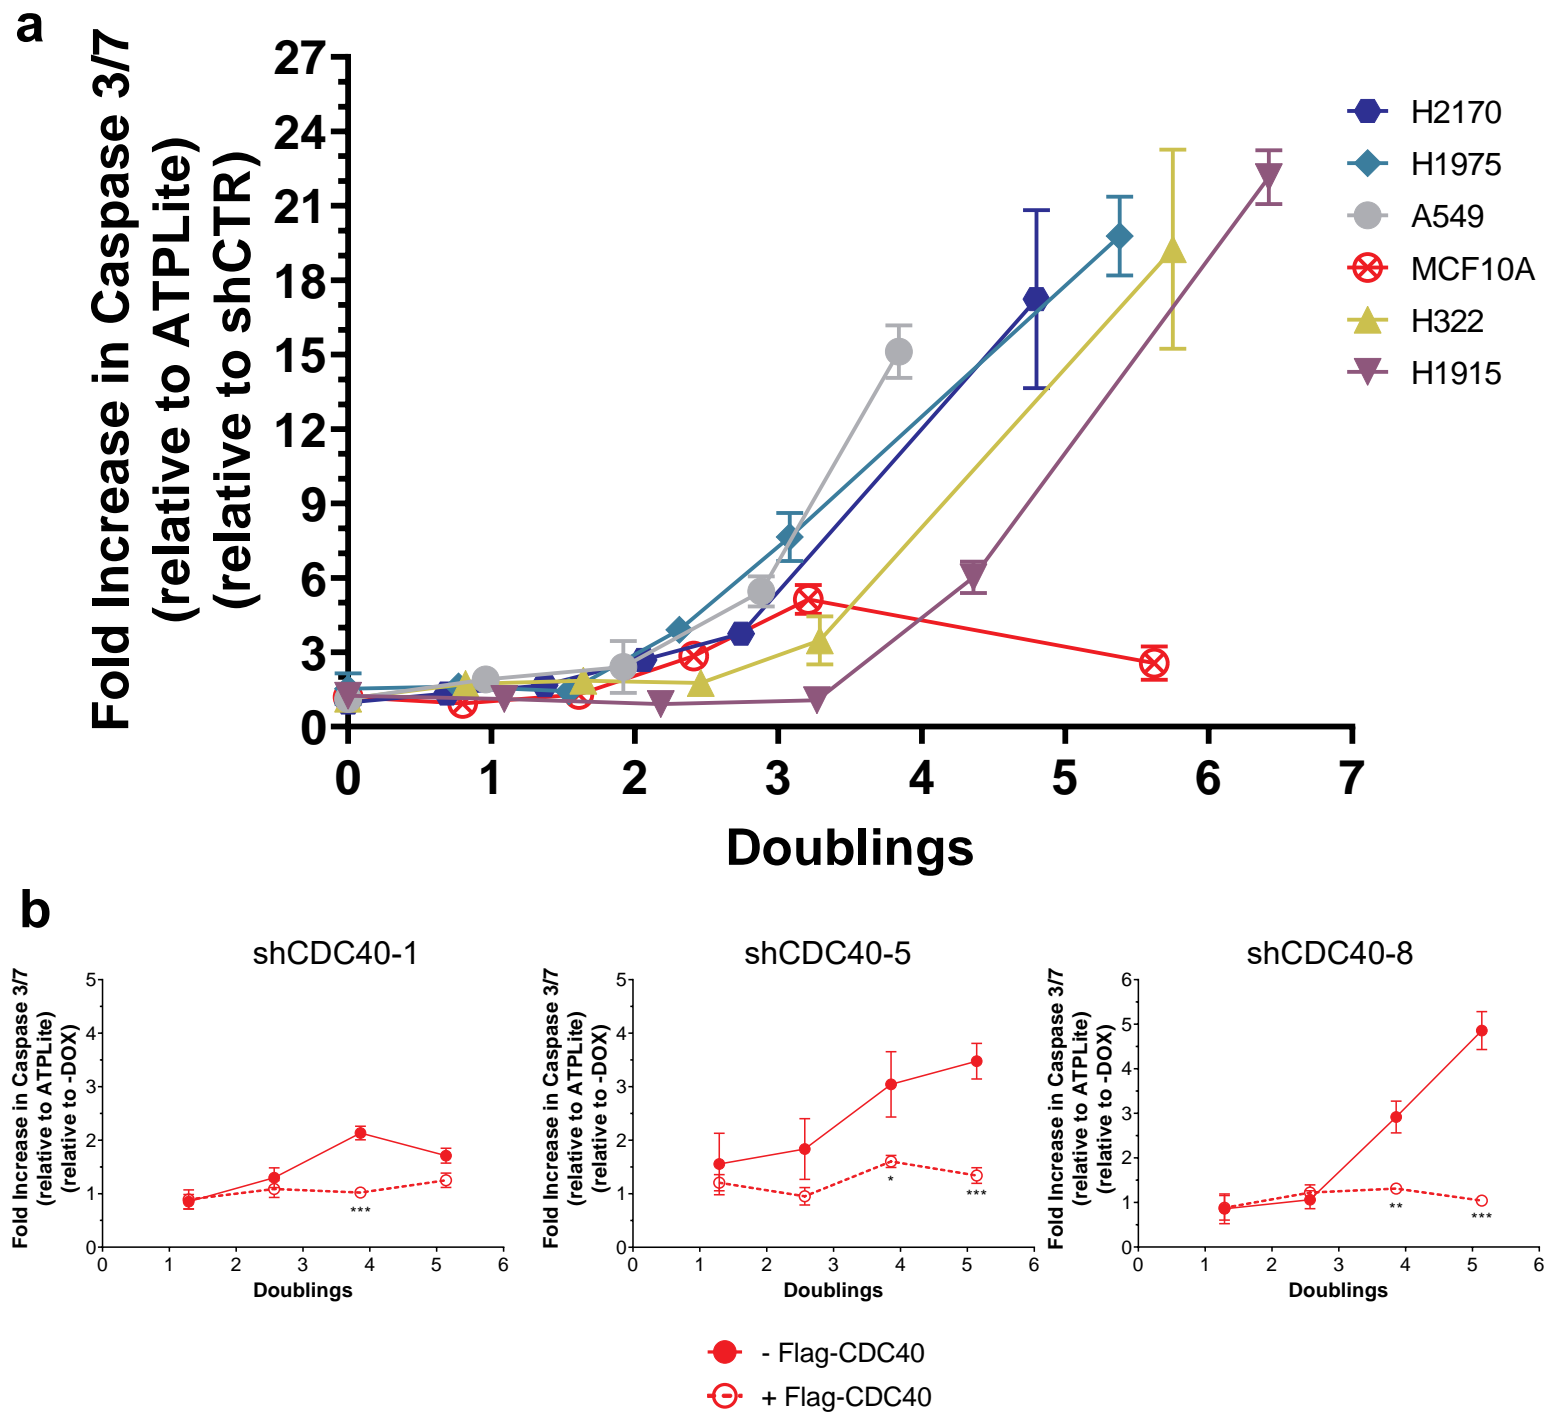 a
Fold Increase in Caspase 3/7
(relative to ATPLite)
(relative to shCTR)
27
24
21
18
15
12
9
6
3
0
0 1 2 3 4 5 6 7
Doublings
H2170
H1975
A549
MCF10A
H322
H1915
b
shCDC40-1
Fold Increase in Caspase 3/7
(relative to ATPLite)
(relative to -DOX)
5
4
3
2
1
0
***
0 1 2 3 4 5 6
Doublings
shCDC40-5
Fold Increase in Caspase 3/7
(relative to ATPLite)
(relative to -DOX)
5
4
3
2
1
0
*
***
0 1 2 3 4 5 6
Doublings
shCDC40-8
Fold Increase in Caspase 3/7
(relative to ATPLite)
(relative to -DOX)
6
5
4
3
2
1
0
**
***
0 1 2 3 4 5 6
Doublings
- Flag-CDC40
+ Flag-CDC40